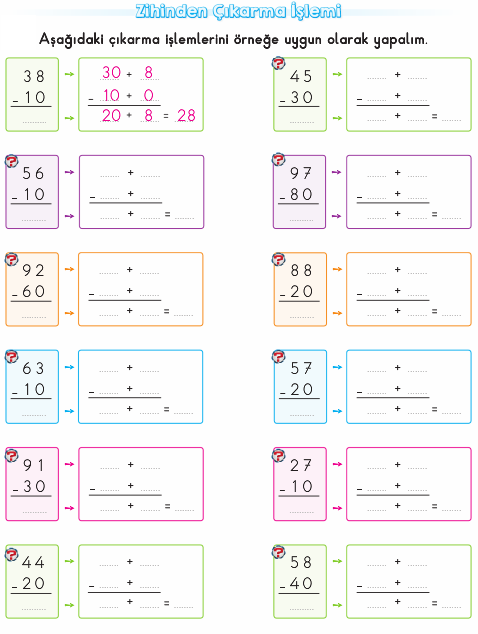 Zihinden Çıkarma İşlemi
Aşağıdaki çıkarma işlemlerini örneğe uygun olarak yapalım.
38
- 10
............
30 + 8
- 10 + 0
20 + 8 = 28
45
- 30
............
........ + ........
- ........ + ........
........ + ........ = ........
?
56
- 10
............
........ + ........
- ........ + ........
........ + ........ = ........
?
97
- 80
............
........ + ........
- ........ + ........
........ + ........ = ........
?
92
- 60
............
........ + ........
- ........ + ........
........ + ........ = ........
?
88
- 20
............
........ + ........
- ........ + ........
........ + ........ = ........
?
63
- 10
............
........ + ........
- ........ + ........
........ + ........ = ........
?
57
- 20
............
........ + ........
- ........ + ........
........ + ........ = ........
?
91
- 30
............
........ + ........
- ........ + ........
........ + ........ = ........
?
27
- 10
............
........ + ........
- ........ + ........
........ + ........ = ........
?
44
- 20
............
........ + ........
- ........ + ........
........ + ........ = ........
?
58
- 40
............
........ + ........
- ........ + ........
........ + ........ = ........